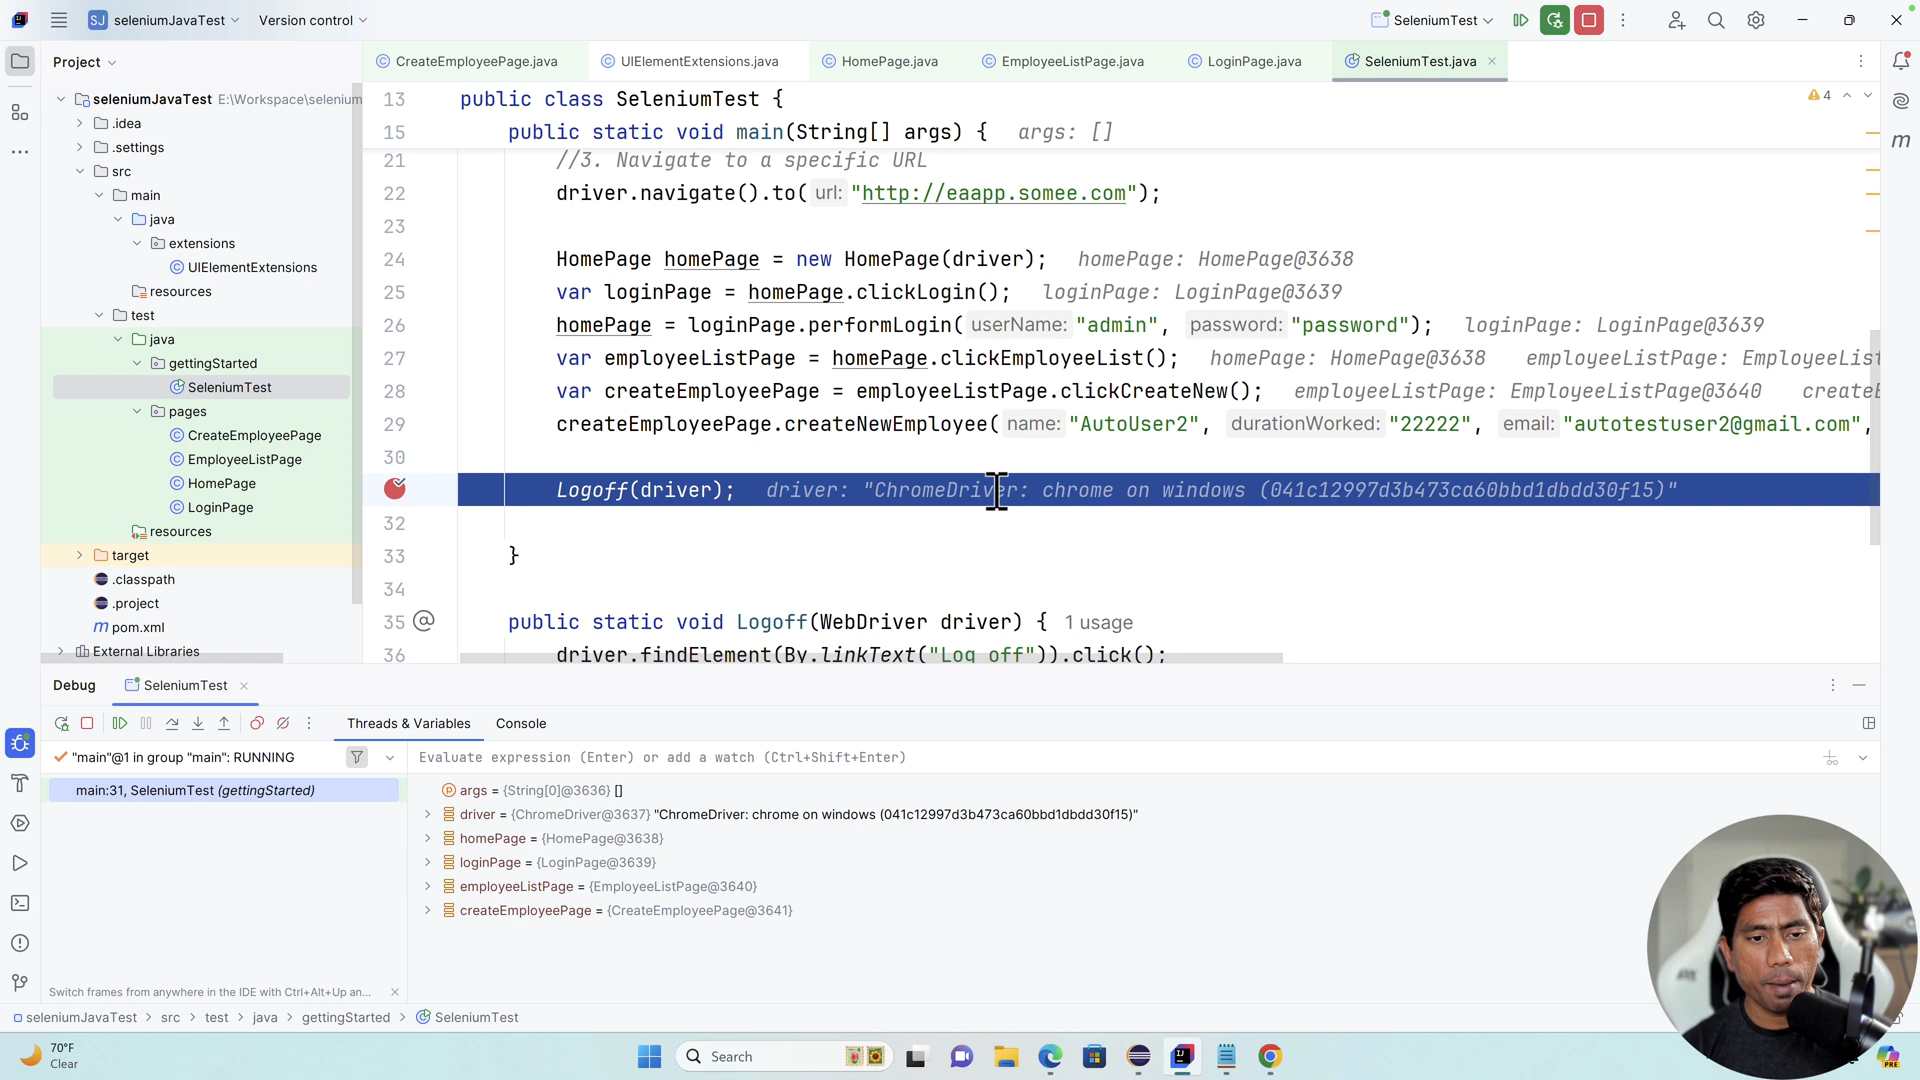 SJ seleniumJavaTest Version control SeleniumTest
Project
CreateEmployeePage.java UIElementExtensions.java HomePage.java EmployeeListPage.java LoginPage.java SeleniumTest.java
seleniumJavaTest E:\Workspace\selenium
.idea
.settings
src
main
java
extensions
UIElementExtensions
resources
test
java
gettingStarted
SeleniumTest
pages
CreateEmployeePage
EmployeeListPage
HomePage
LoginPage
resources
target
.classpath
.project
m pom.xml
External Libraries
4
13 public class SeleniumTest {
15 public static void main(String[] args) { args: []
21 //3. Navigate to a specific URL
22 driver.navigate().to( url: "http://eaapp.somee.com");
23
24 HomePage homePage = new HomePage(driver); homePage: HomePage@3638
25 var loginPage = homePage.clickLogin(); loginPage: LoginPage@3639
26 homePage = loginPage.performLogin( userName: "admin", password: "password"); loginPage: LoginPage@3639
27 var employeeListPage = homePage.clickEmployeeList(); homePage: HomePage@3638 employeeListPage: EmployeeList
28 var createEmployeePage = employeeListPage.clickCreateNew(); employeeListPage: EmployeeListPage@3640 createE
29 createEmployeePage.createNewEmployee( name: "AutoUser2", durationWorked: "22222", email: "autotestuser2@gmail.com",
30
Logoff(driver); driver: "ChromeDriver: chrome on windows (041c12997d3b473ca60bbd1dbdd30f15)"
32
33 }
34
35 @ public static void Logoff(WebDriver driver) { 1 usage
36 driver.findElement(By.linkText("Log off")).click();
Debug SeleniumTest
Threads & Variables Console
"main"@1 in group "main": RUNNING
Evaluate expression (Enter) or add a watch (Ctrl+Shift+Enter)
main:31, SeleniumTest (gettingStarted)
args = {String[0]@3636} []
driver = {ChromeDriver@3637} "ChromeDriver: chrome on windows (041c12997d3b473ca60bbd1dbdd30f15)"
homePage = {HomePage@3638}
loginPage = {LoginPage@3639}
employeeListPage = {EmployeeListPage@3640}
createEmployeePage = {CreateEmployeePage@3641}
Switch frames from anywhere in the IDE with Ctrl+Alt+Up an...
seleniumJavaTest > src > test > java > gettingStarted > SeleniumTest
70°F
Clear
Search
PRE